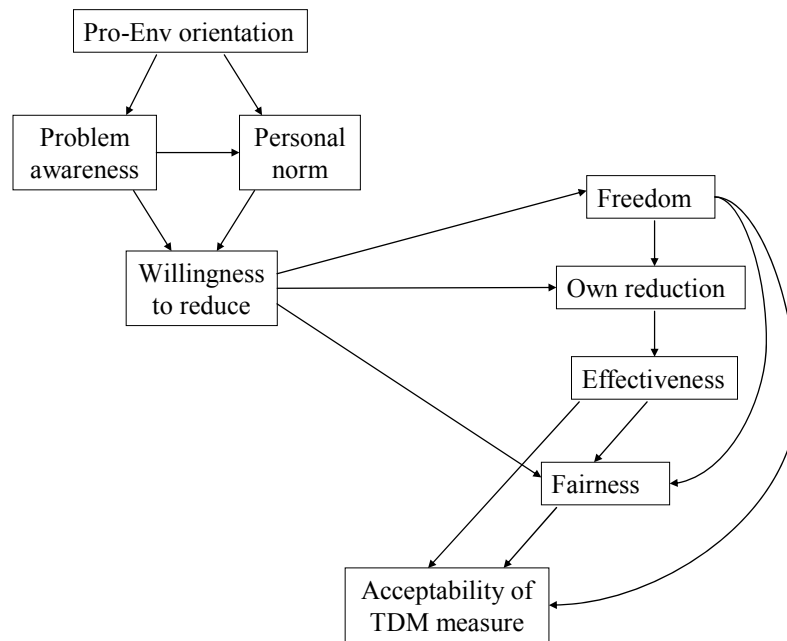 Pro-Env orientation
Problem
awareness
Personal
norm
Freedom
Willingness
to reduce
Own reduction
Effectiveness
Fairness
Acceptability of
TDM measure